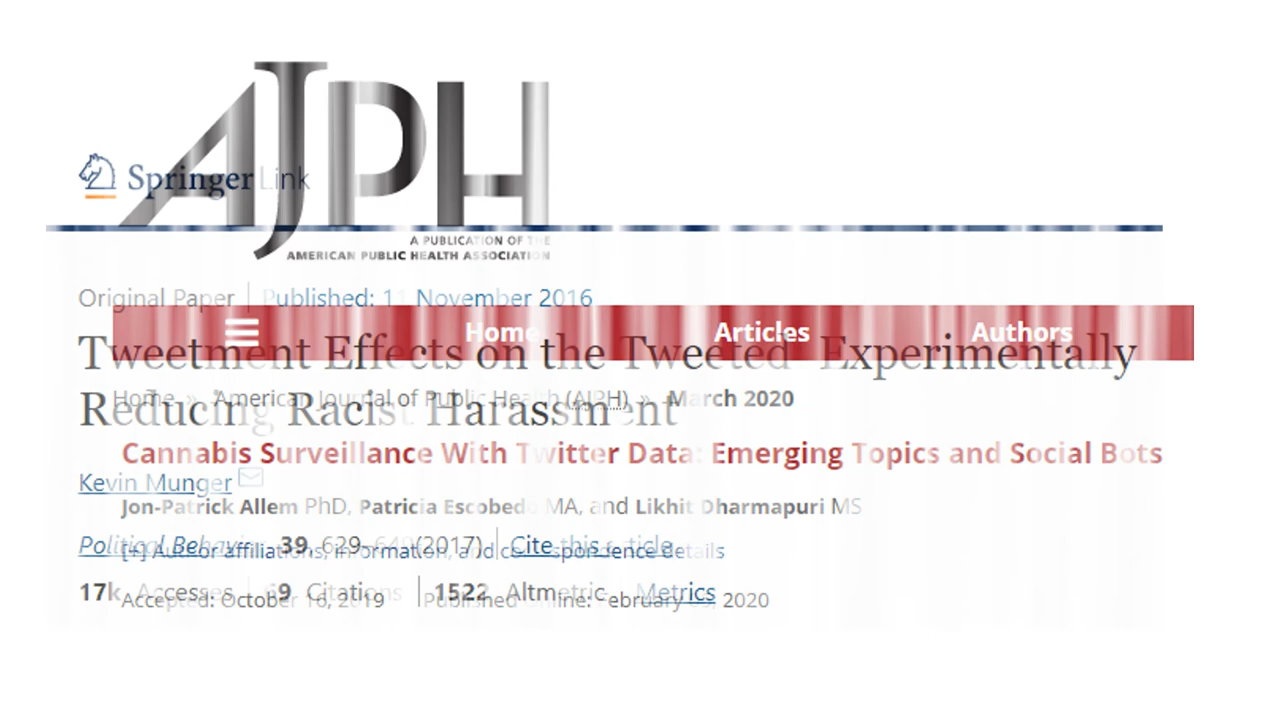 AJPH
SpringerLink
A PUBLICATION OF THE
AMERICAN PUBLIC HEALTH ASSOCIATION
Original Paper | Published: 11 November 2016
Home Articles Authors
Tweetment Effects on the Tweeted: Experimentally
Home » American Journal of Public Health (AJPH) » March 2020
Reducing Racist Harassment
Cannabis Surveillance With Twitter Data: Emerging Topics and Social Bots
Kevin Munger
Jon-Patrick Allem PhD, Patricia Escobedo MA, and Likhit Dharmapuri MS
Political Behavior 39, 629–649 (2017) | Cite this article
[+] Author affiliations, information, and correspondence details
17k Accesses | 69 Citations | 1522 Altmetric | Metrics
Accepted: October 16, 2019 Published Online: February 2020